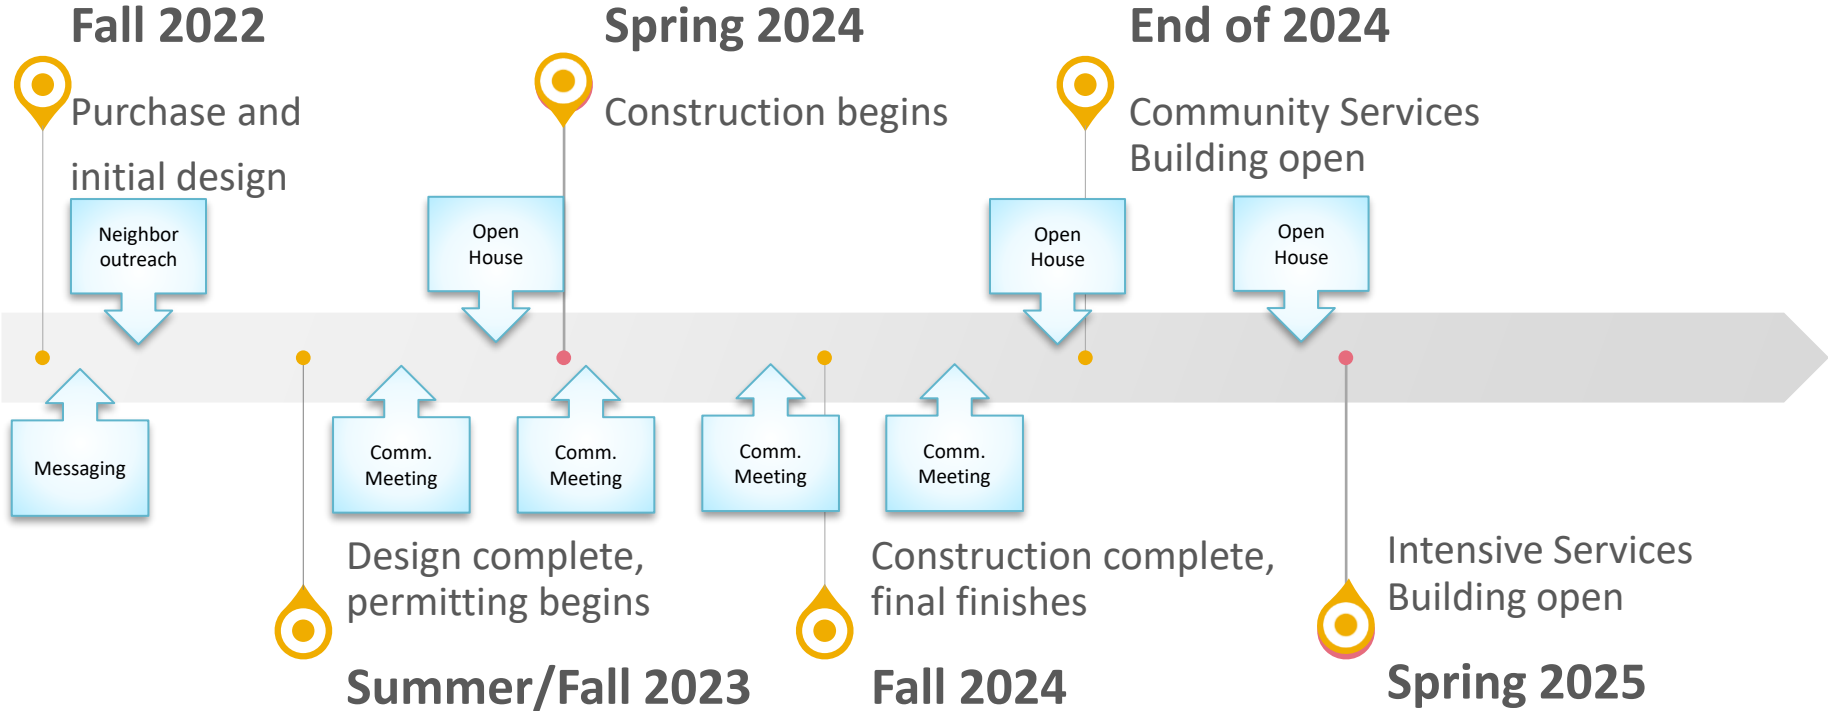 Fall 2022
Purchase and
initial design
Spring 2024
Construction begins
End of 2024
Community Services
Building open
Neighbor
outreach
Open
House
Open
House
Open
House
Messaging
Comm.
Meeting
Comm.
Meeting
Comm.
Meeting
Comm.
Meeting
Design complete,
permitting begins
Summer/Fall 2023
Construction complete,
final finishes
Fall 2024
Intensive Services
Building open
Spring 2025